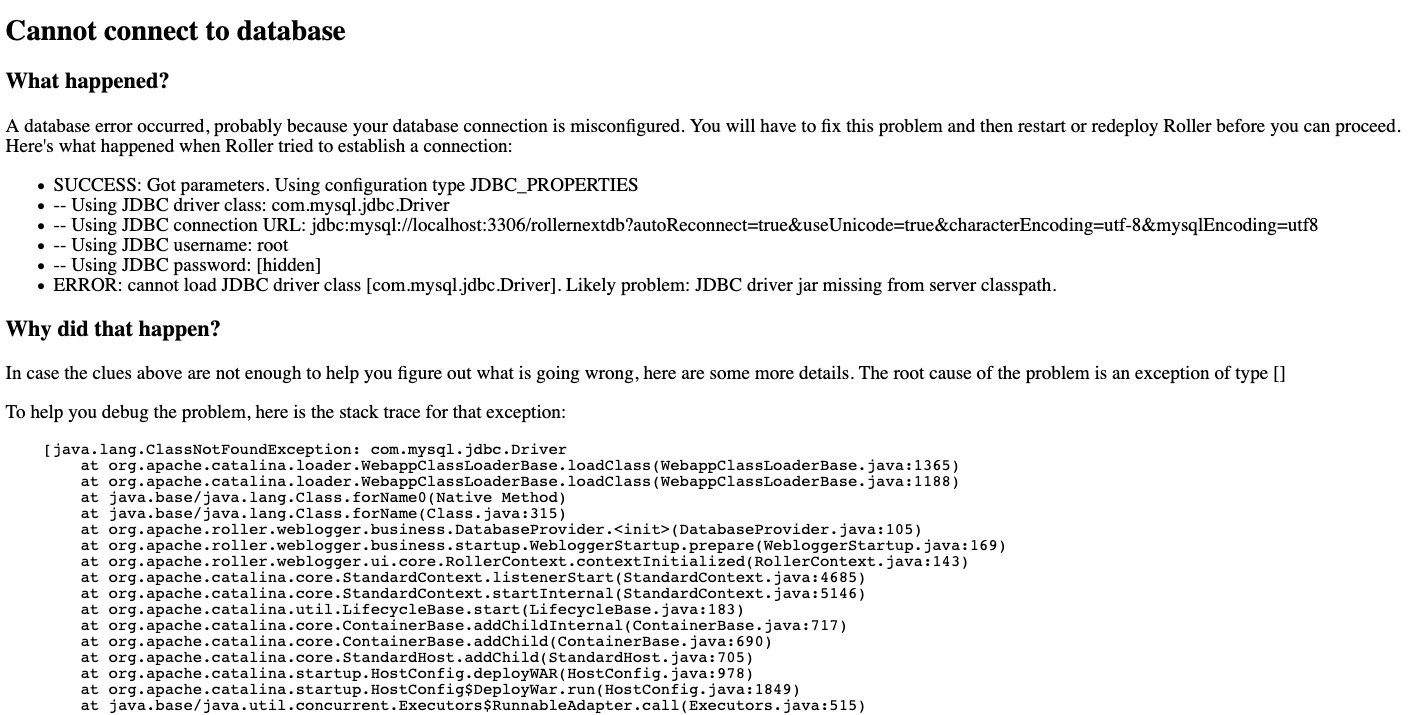 Cannot connect to database
What happened?
A database error occurred, probably because your database connection is misconfigured. You will have to fix this problem and then restart or redeploy Roller before you can proceed.
Here's what happened when Roller tried to establish a connection:
• SUCCESS: Got parameters. Using configuration type JDBC_PROPERTIES
• -- Using JDBC driver class: com.mysql.jdbc.Driver
• -- Using JDBC connection URL: jdbc:mysql://localhost:3306/rollernextdb?autoReconnect=true&useUnicode=true&characterEncoding=utf-8&mysqlEncoding=utf8
• -- Using JDBC username: root
• -- Using JDBC password: [hidden]
• ERROR: cannot load JDBC driver class [com.mysql.jdbc.Driver]. Likely problem: JDBC driver jar missing from server classpath.
Why did that happen?
In case the clues above are not enough to help you figure out what is going wrong, here are some more details. The root cause of the problem is an exception of type []
To help you debug the problem, here is the stack trace for that exception:
[java.lang.ClassNotFoundException: com.mysql.jdbc.Driver
at org.apache.catalina.loader.WebappClassLoaderBase.loadClass(WebappClassLoaderBase.java:1365)
at org.apache.catalina.loader.WebappClassLoaderBase.loadClass(WebappClassLoaderBase.java:1188)
at java.base/java.lang.Class.forName0(Native Method)
at java.base/java.lang.Class.forName(Class.java:315)
at org.apache.roller.weblogger.business.DatabaseProvider.<init>(DatabaseProvider.java:105)
at org.apache.roller.weblogger.business.startup.WebloggerStartup.prepare(WebloggerStartup.java:169)
at org.apache.roller.weblogger.ui.core.RollerContext.contextInitialized(RollerContext.java:143)
at org.apache.catalina.core.StandardContext.listenerStart(StandardContext.java:4685)
at org.apache.catalina.core.StandardContext.startInternal(StandardContext.java:5146)
at org.apache.catalina.util.LifecycleBase.start(LifecycleBase.java:183)
at org.apache.catalina.core.ContainerBase.addChildInternal(ContainerBase.java:717)
at org.apache.catalina.core.ContainerBase.addChild(ContainerBase.java:690)
at org.apache.catalina.core.StandardHost.addChild(StandardHost.java:705)
at org.apache.catalina.startup.HostConfig.deployWAR(HostConfig.java:978)
at org.apache.catalina.startup.HostConfig$DeployWar.run(HostConfig.java:1849)
at java.base/java.util.concurrent.Executors$RunnableAdapter.call(Executors.java:515)